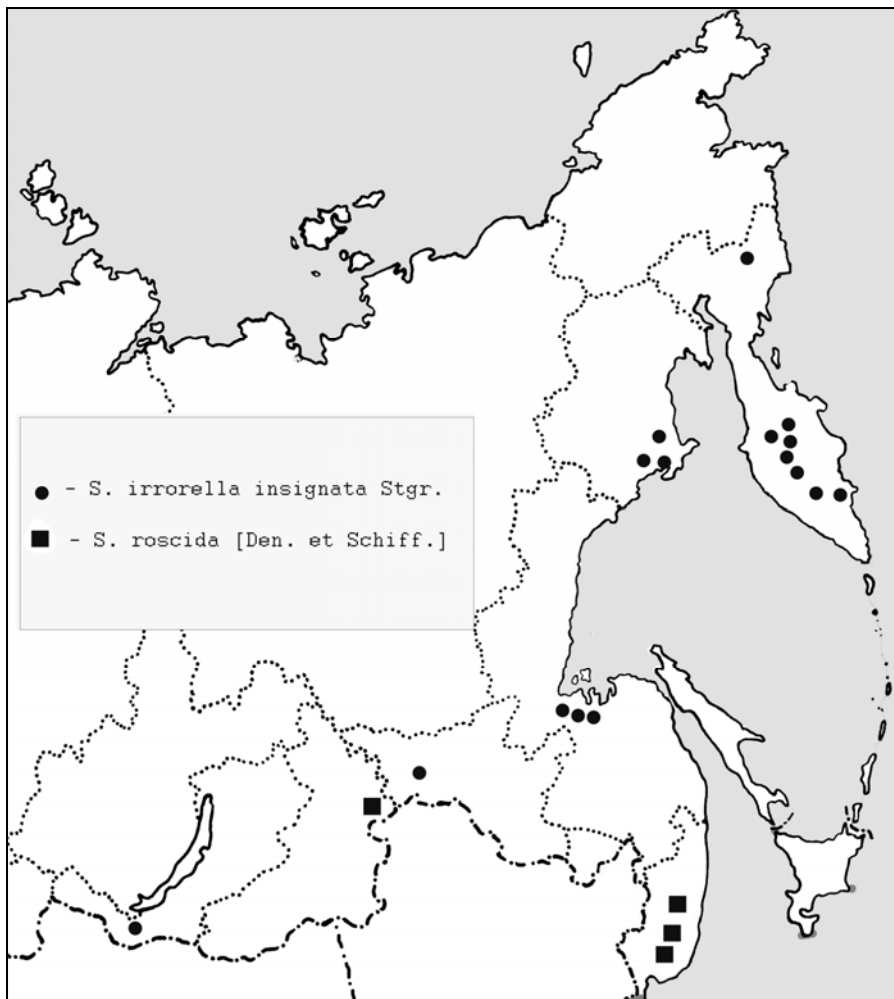 - S. irrorella insignata Stgr.
- S. roscida [Den. et Schiff.]